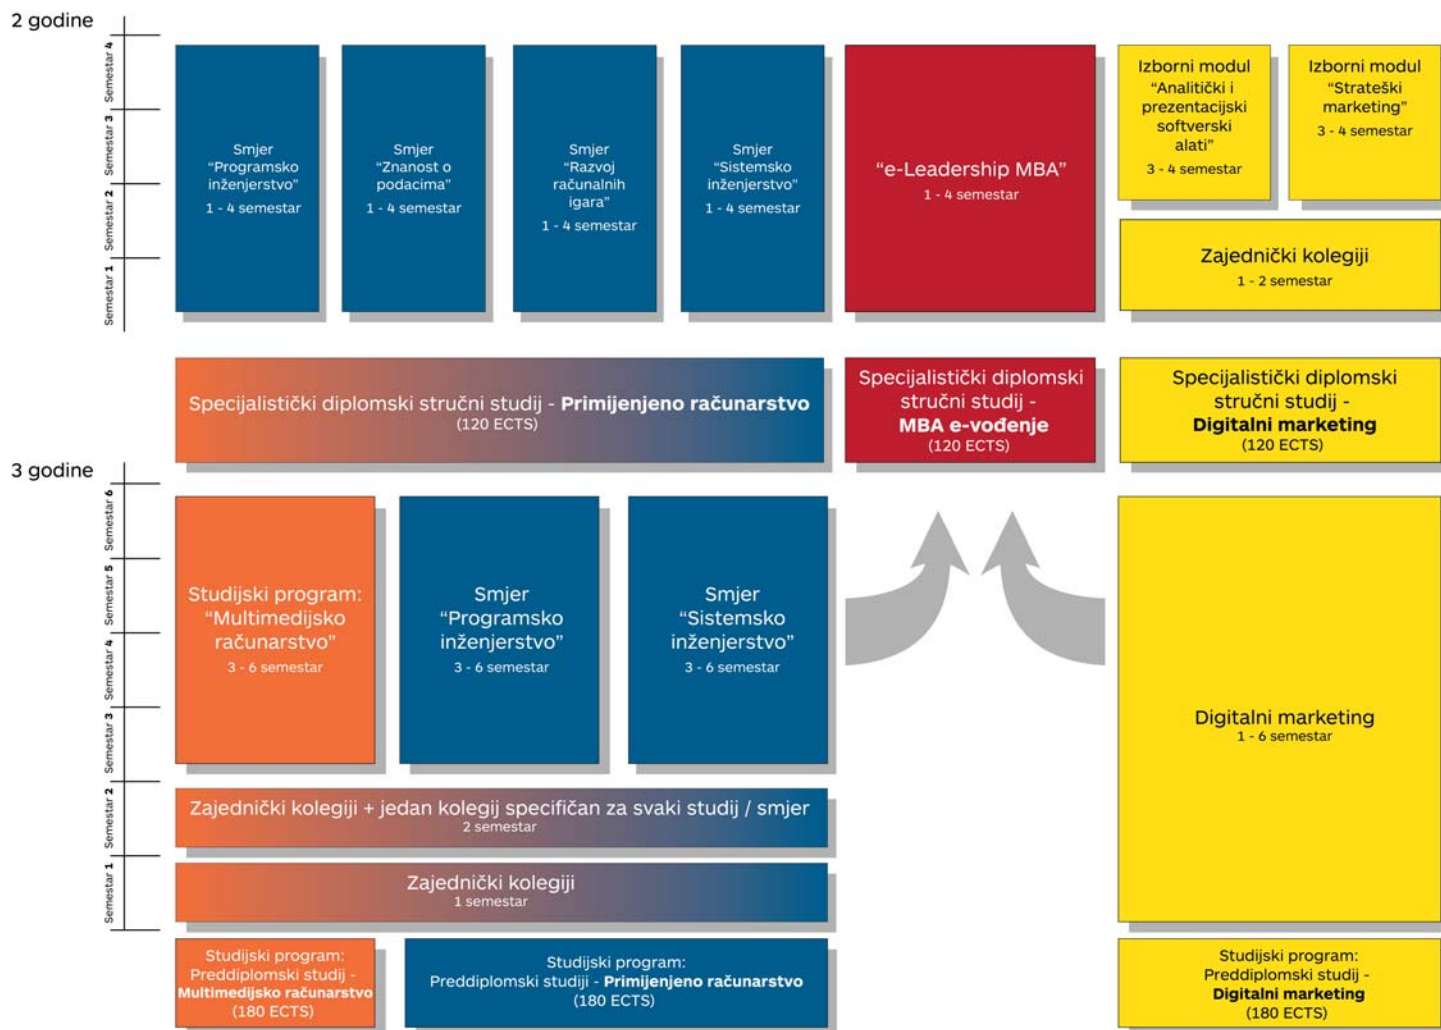 2 godine
Semestar 4
Semestar 3
Semestar 2
Semestar 1
Smjer
“Programsko
inženjerstvo”
1 - 4 semestar
Smjer
“Znanost o
podacima”
1 - 4 semestar
Smjer
“Razvoj
računalnih
igara”
1 - 4 semestar
Smjer
“Sistemsko
inženjerstvo”
1 - 4 semestar
“e-Leadership MBA”
1 - 4 semestar
Izborni modul
“Analitički i
prezentacijski
softverski
alati”
3 - 4 semestar
Izborni modul
“Strateški
marketing”
3 - 4 semestar
Zajednički kolegiji
1 - 2 semestar
Specijalistički diplomski stručni studij - Primijenjeno računarstvo
(120 ECTS)
Specijalistički diplomski
stručni studij -
MBA e-vođenje
(120 ECTS)
Specijalistički diplomski
stručni studij -
Digitalni marketing
(120 ECTS)
3 godine
Semestar 6
Semestar 5
Semestar 4
Semestar 3
Semestar 2
Semestar 1
Studijski program:
“Multimedijsko
računarstvo”
3 - 6 semestar
Smjer
“Programsko
inženjerstvo”
3 - 6 semestar
Smjer
“Sistemsko
inženjerstvo”
3 - 6 semestar
Digitalni marketing
1 - 6 semestar
Zajednički kolegiji + jedan kolegij specifičan za svaki studij / smjer
2 semestar
Zajednički kolegiji
1 semestar
Studijski program:
Preddiplomski studij -
Multimedijsko računarstvo
(180 ECTS)
Studijski program:
Preddiplomski studiji - Primijenjeno računarstvo
(180 ECTS)
Studijski program:
Preddiplomski studij -
Digitalni marketing
(180 ECTS)